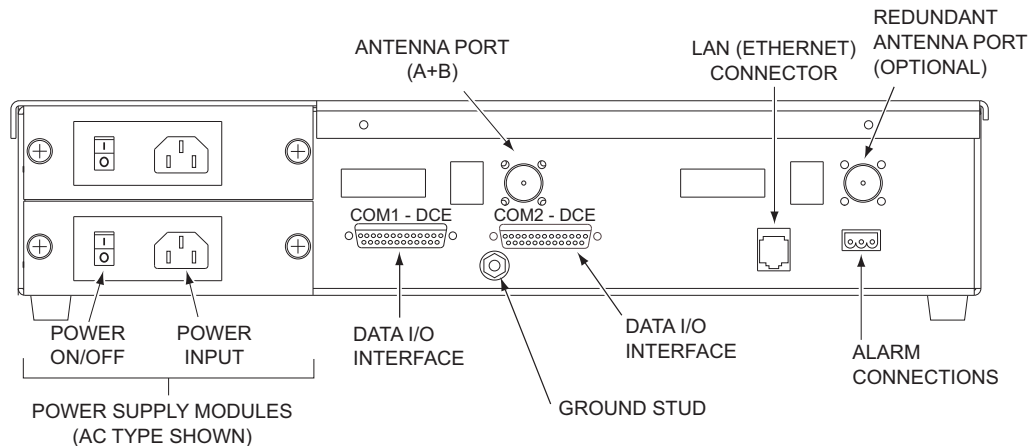 REDUNDANT
ANTENNA PORT
(OPTIONAL)
ANTENNA PORT
(A+B)
LAN (ETHERNET)
CONNECTOR
I
O
COM1 - DCE
COM2 - DCE
I
O
POWER
ON/OFF
POWER
INPUT
DATA I/O
INTERFACE
DATA I/O
INTERFACE
ALARM
CONNECTIONS
GROUND STUD
POWER SUPPLY MODULES
(AC TYPE SHOWN)